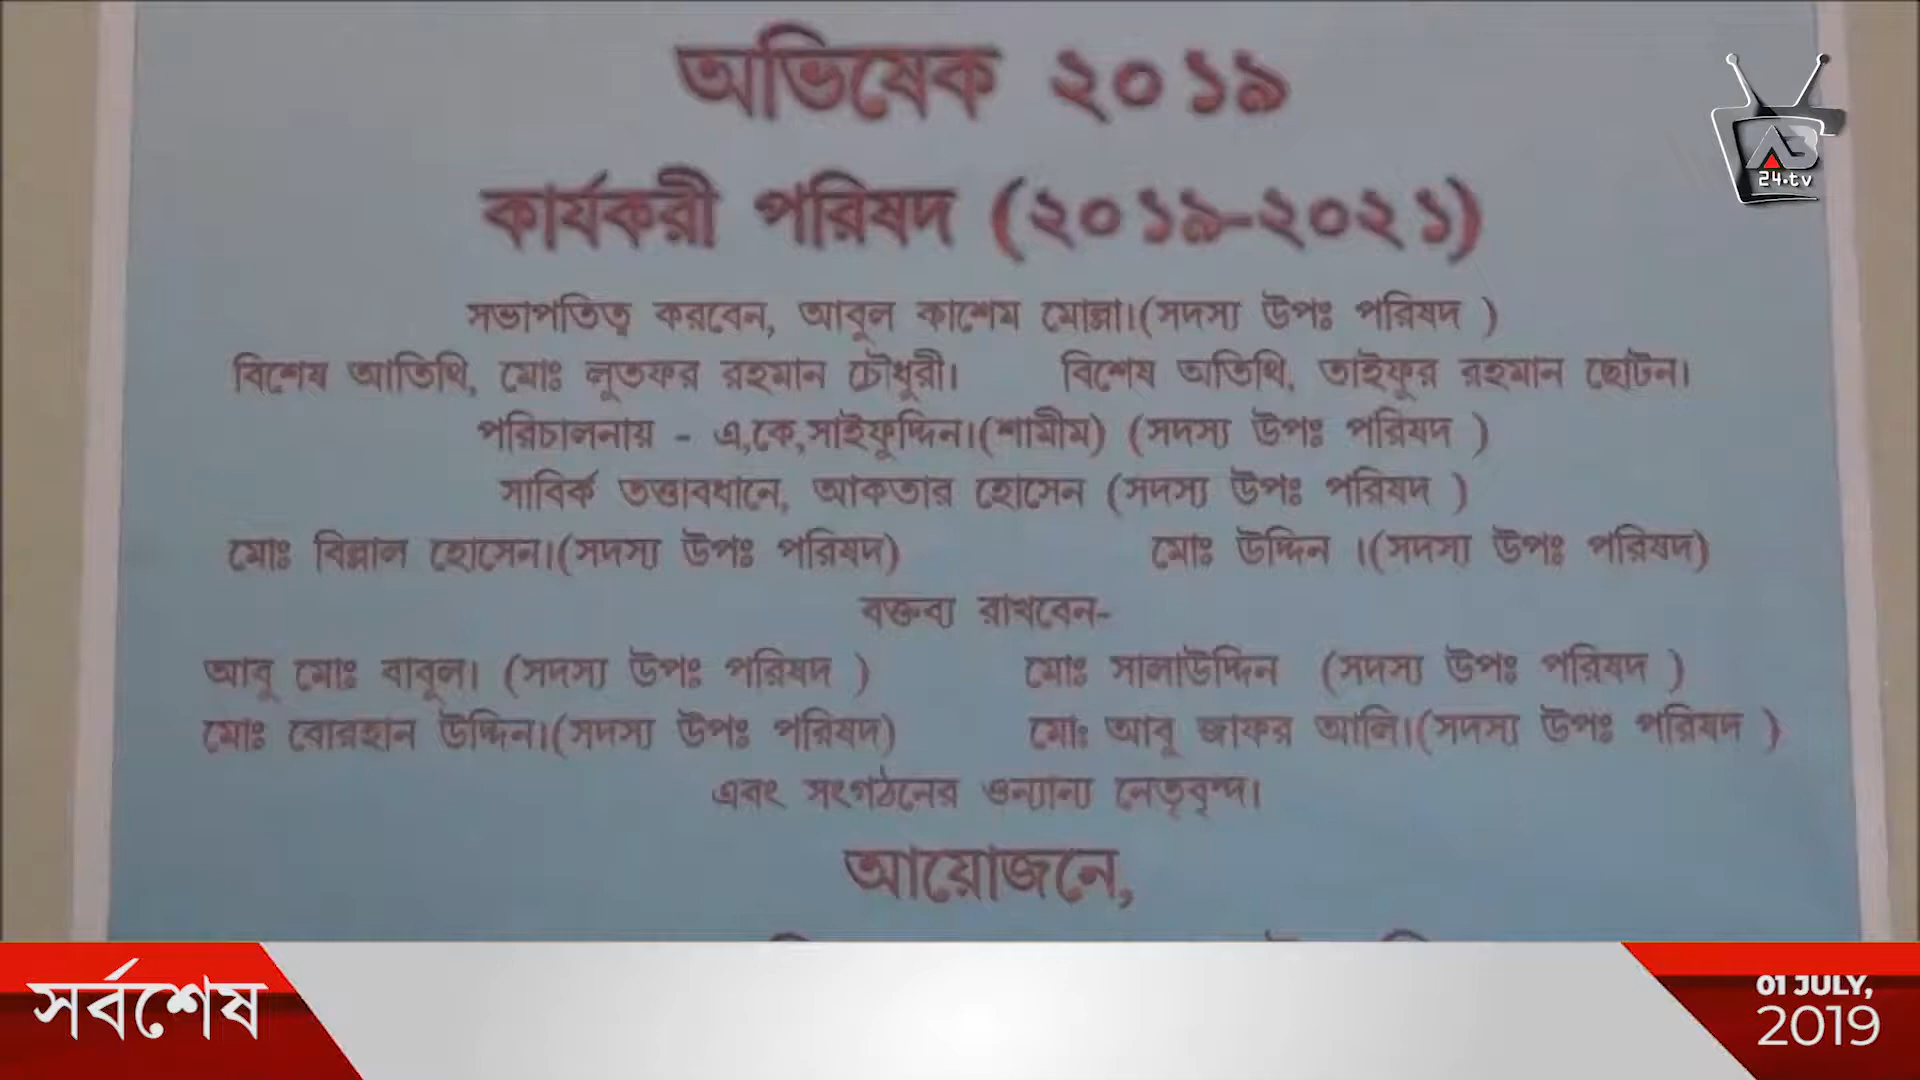 অভিষেক ২০১৯
কার্যকরী পরিষদ (২০১৯-২০২১)
সভাপতিত্ব করবেন, আবুল কাশেম মোল্লা।(সদস্য উপঃ পরিষদ )
বিশেষ আতিথি, মোঃ লুতফর রহমান চৌধুরী। বিশেষ অতিথি, তাইফুর রহমান ছোটন।
পরিচালনায় - এ,কে,সাইফুদ্দিন।(শামীম) (সদস্য উপঃ পরিষদ )
সাবির্ক তত্তাবধানে, আকতার হোসেন (সদস্য উপঃ পরিষদ )
মোঃ বিল্লাল হোসেন।(সদস্য উপঃ পরিষদ) মোঃ উদ্দিন ।(সদস্য উপঃ পরিষদ)
বক্তব্য রাখবেন-
আবু মোঃ বাবুল। (সদস্য উপঃ পরিষদ ) মোঃ সালাউদ্দিন (সদস্য উপঃ পরিষদ )
মোঃ বোরহান উদ্দিন।(সদস্য উপঃ পরিষদ) মো: আবু জাফর আলি।(সদস্য উপঃ পরিষদ )
এবং সংগঠনের ওন্যান্য নেতৃবৃন্দ।
আয়োজনে,
AB
24.tv
সর্বশেষ
01 JULY,
2019